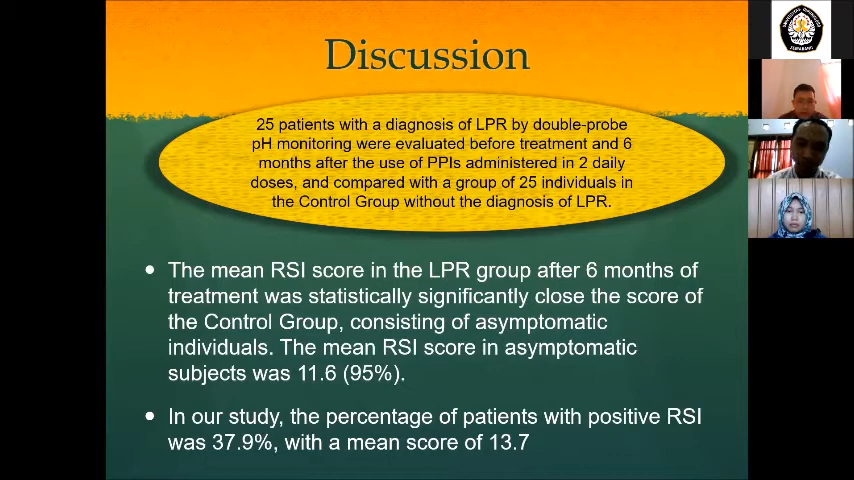 Discussion
25 patients with a diagnosis of LPR by double-probe
pH monitoring were evaluated before treatment and 6
months after the use of PPIs administered in 2 daily
doses, and compared with a group of 25 individuals in
the Control Group without the diagnosis of LPR.
• The mean RSI score in the LPR group after 6 months of
treatment was statistically significantly close the score of
the Control Group, consisting of asymptomatic
individuals. The mean RSI score in asymptomatic
subjects was 11.6 (95%).
• In our study, the percentage of patients with positive RSI
was 37.9%, with a mean score of 13.7